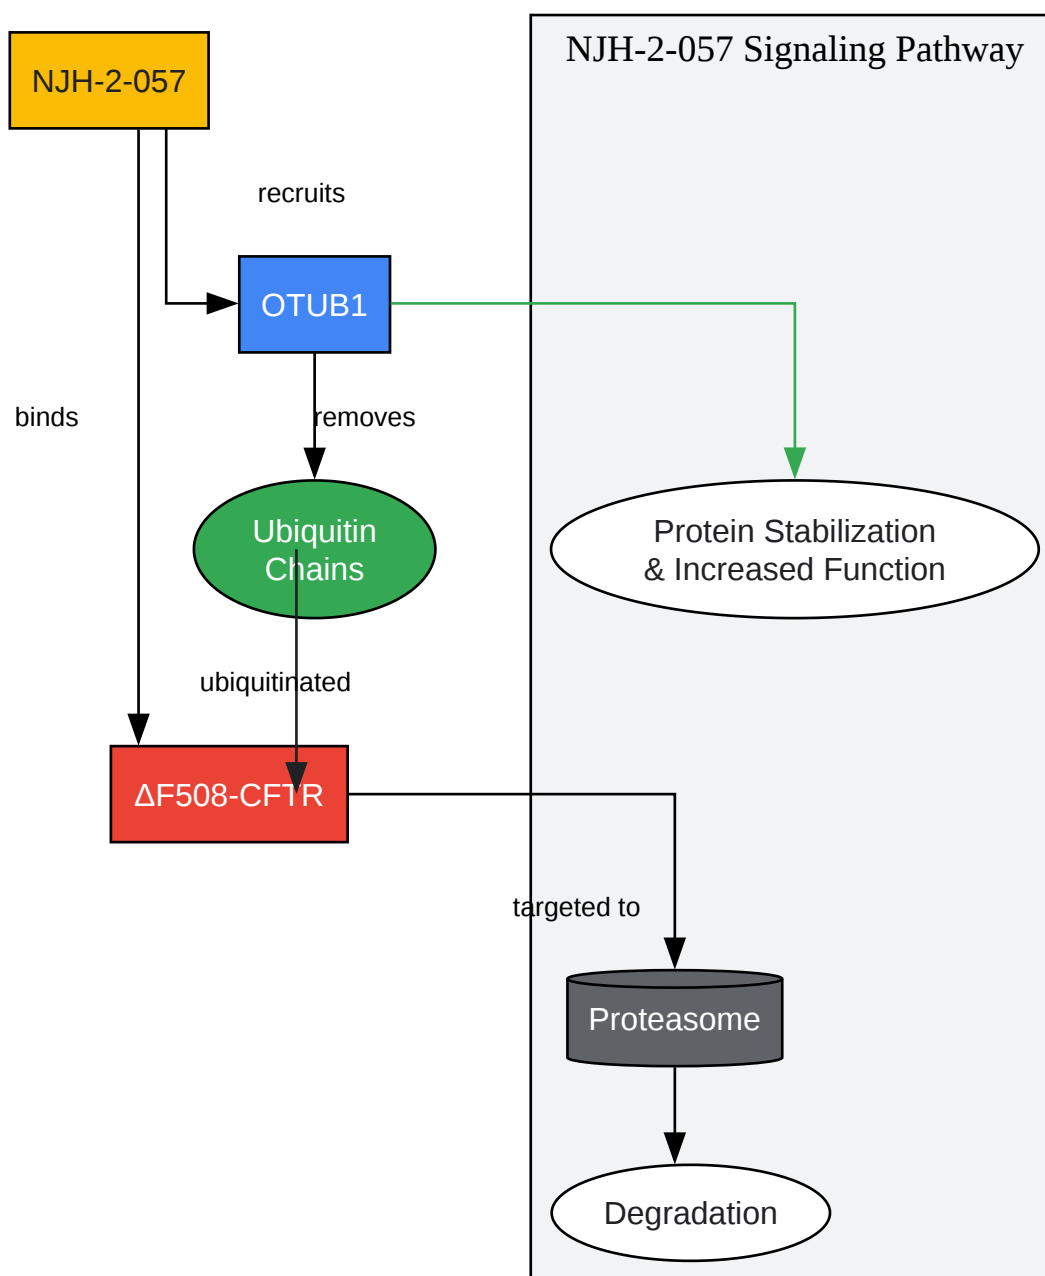 NJH-2-057 Signaling Pathway
NJH-2-057
recruits
OTUB1
binds
removes
Ubiquitin
Chains
Protein Stabilization
& Increased Function
ubiquitinated
ΔF508-CFTR
targeted to
Proteasome
Degradation